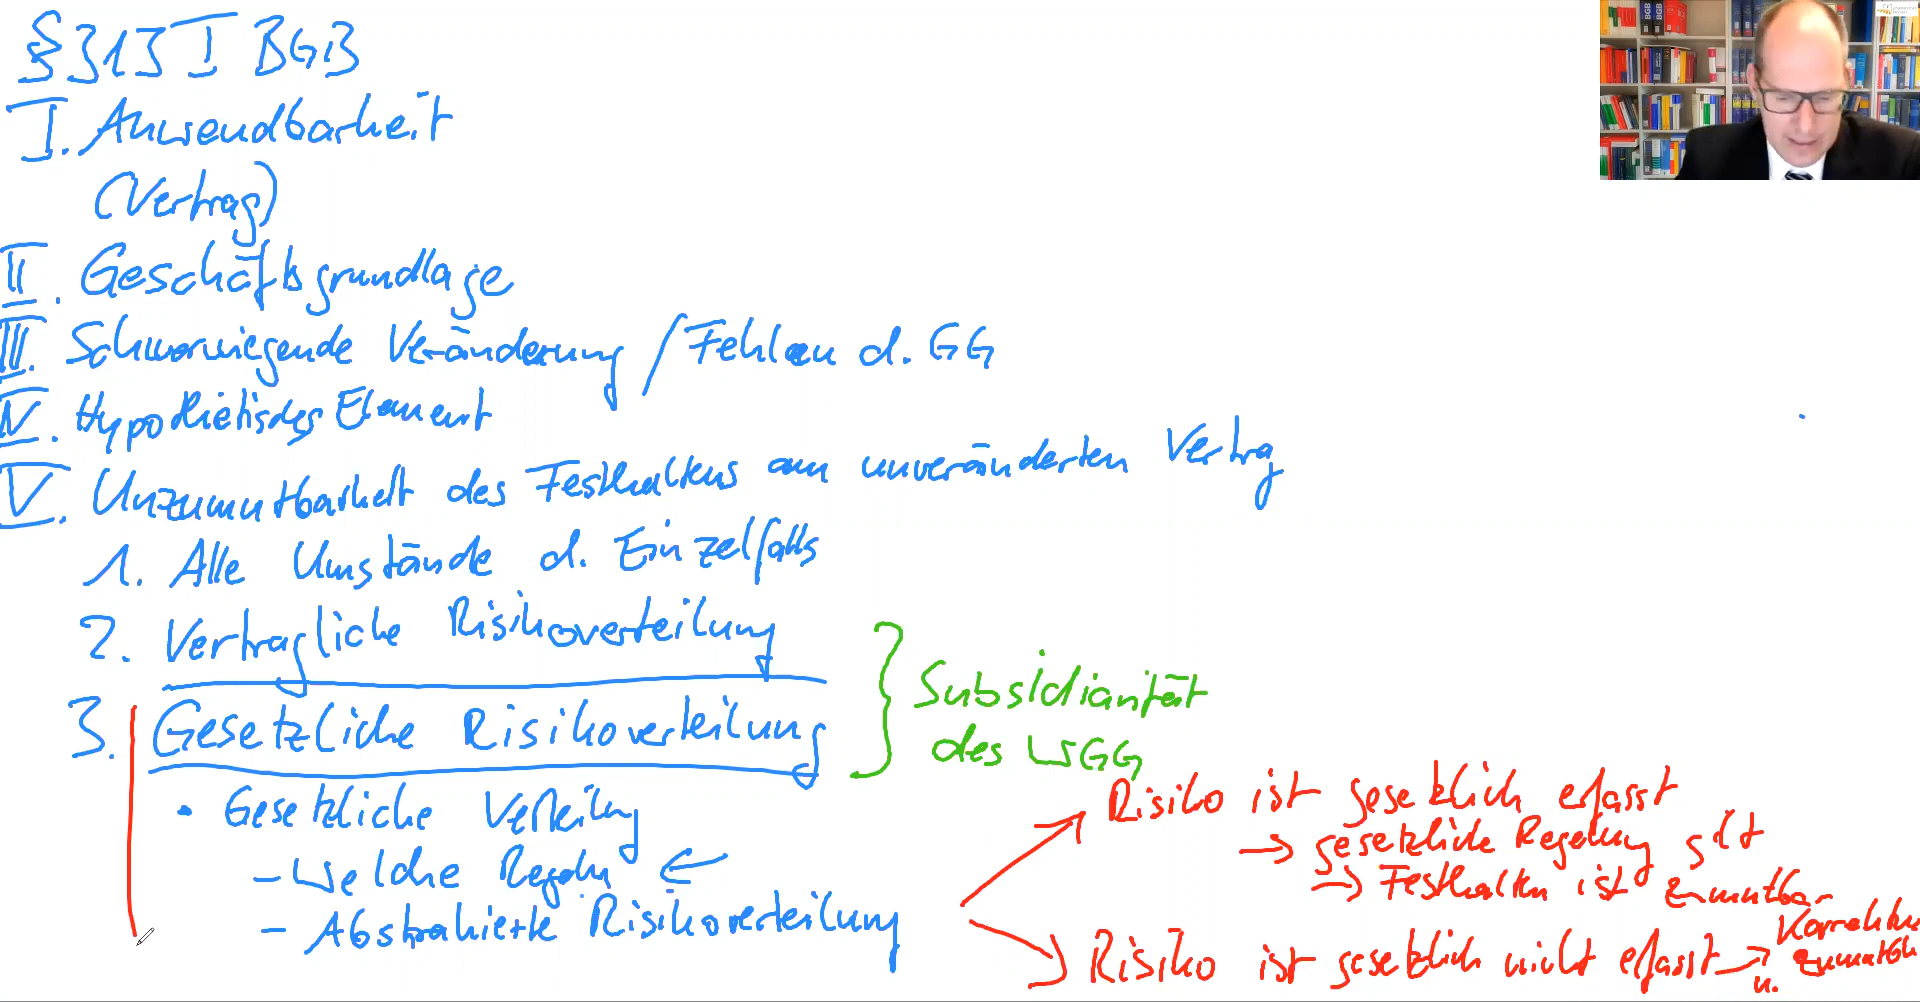 § 313 I BGB
I. Anwendbarkeit
(Vertrag)
II. Geschäftsgrundlage
III. Schwerwiegende Veränderung / Fehlen d. GG
IV. Hypothetisches Element
V. Unzumutbarkeit des Festhaltens am unveränderten Vertrag
1. Alle Umstände d. Einzelfalls
2. Vertragliche Risikoverteilung
3. Gesetzliche Risikoverteilung
Subsidiarität
des WGG
• Gesetzliche Verteilung
- Welche Regeln ←
- Abstrahierte Risikoverteilung
Risiko ist gesetzlich erfasst
→ gesetzliche Regelung gilt
→ Festhalten ist zumutbar
Risiko ist gesetzlich nicht erfasst →
u.
BGB
BGB